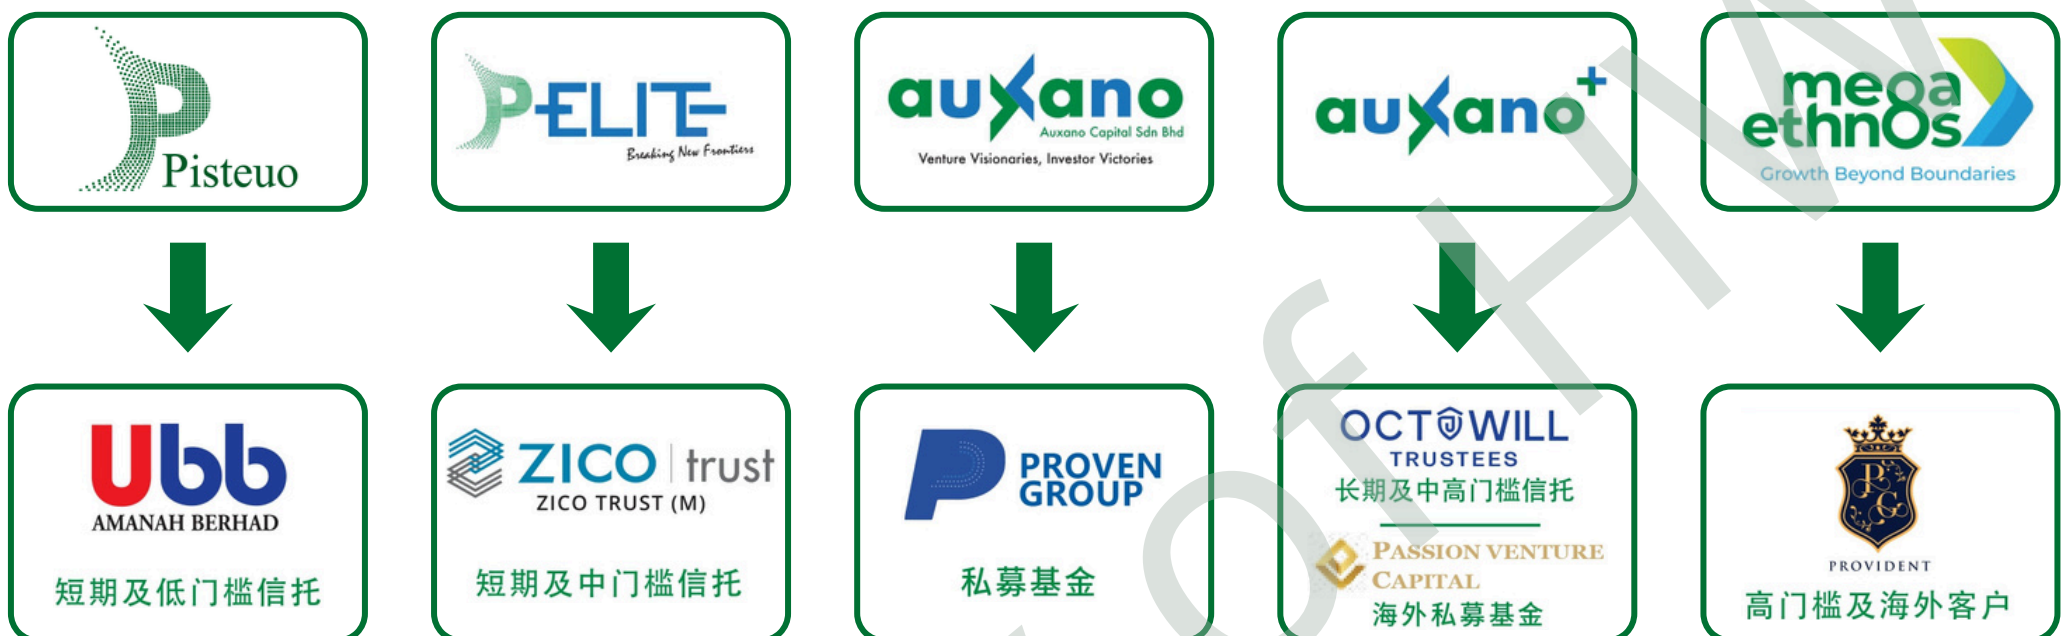 Pisteuo
P-ELITE
Breaking New Frontiers
auxano
Auxano Capital Sdn Bhd
Venture Visionaries, Investor Victories
auxano+
mega
ethnos
Growth Beyond Boundaries
Ubb
AMANAH BERHAD
短期及低门槛信托
ZICO trust
ZICO TRUST (M)
短期及中门槛信托
P PROVEN
GROUP
私募基金
OCTOWILL
TRUSTEES
长期及中高门槛信托
PASSION VENTURE
CAPITAL
海外私募基金
PG
PROVIDENT
高门槛及海外客户
of HW